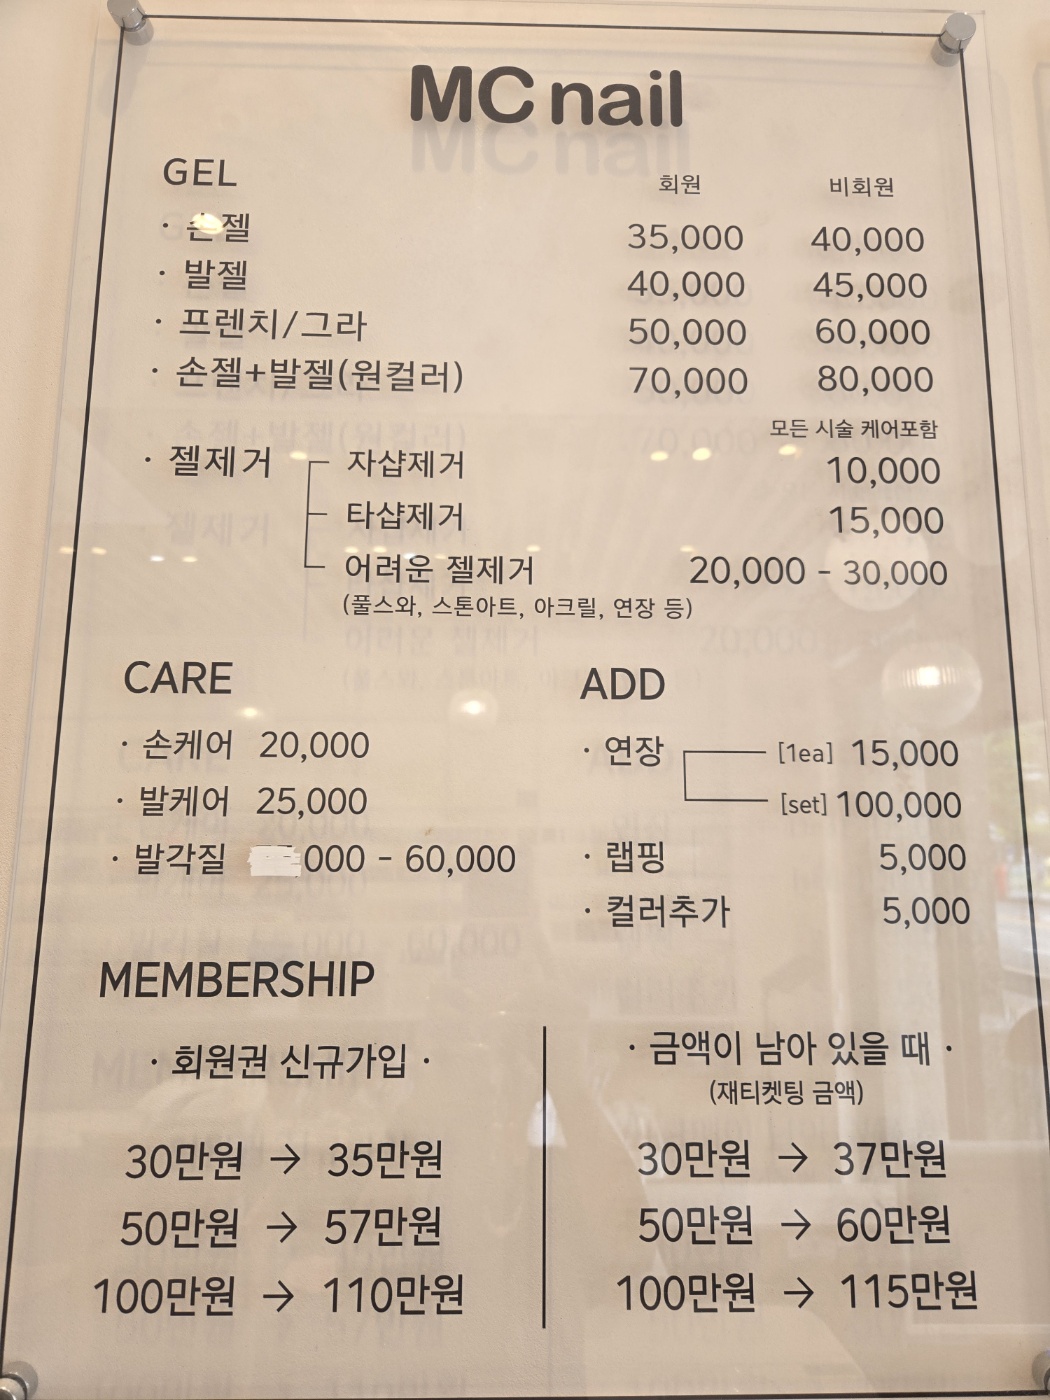 MC nail
GEL 회원 비회원
· 손젤 35,000 40,000
· 발젤 40,000 45,000
· 프렌치/그라 50,000 60,000
· 손젤+발젤(원컬러) 70,000 80,000
모든 시술 케어포함
· 젤제거 자샵제거 10,000
타샵제거 15,000
어려운 젤제거 20,000 - 30,000
(풀스와, 스톤아트, 아크릴, 연장 등)
CARE
· 손케어 20,000
· 발케어 25,000
· 발각질 000 - 60,000
ADD
· 연장 [1ea] 15,000
[set] 100,000
· 랩핑 5,000
· 컬러추가 5,000
MEMBERSHIP
· 회원권 신규가입 ·
30만원 → 35만원
50만원 → 57만원
100만원 → 110만원
· 금액이 남아 있을 때 ·
(재티켓팅 금액)
30만원 → 37만원
50만원 → 60만원
100만원 → 115만원